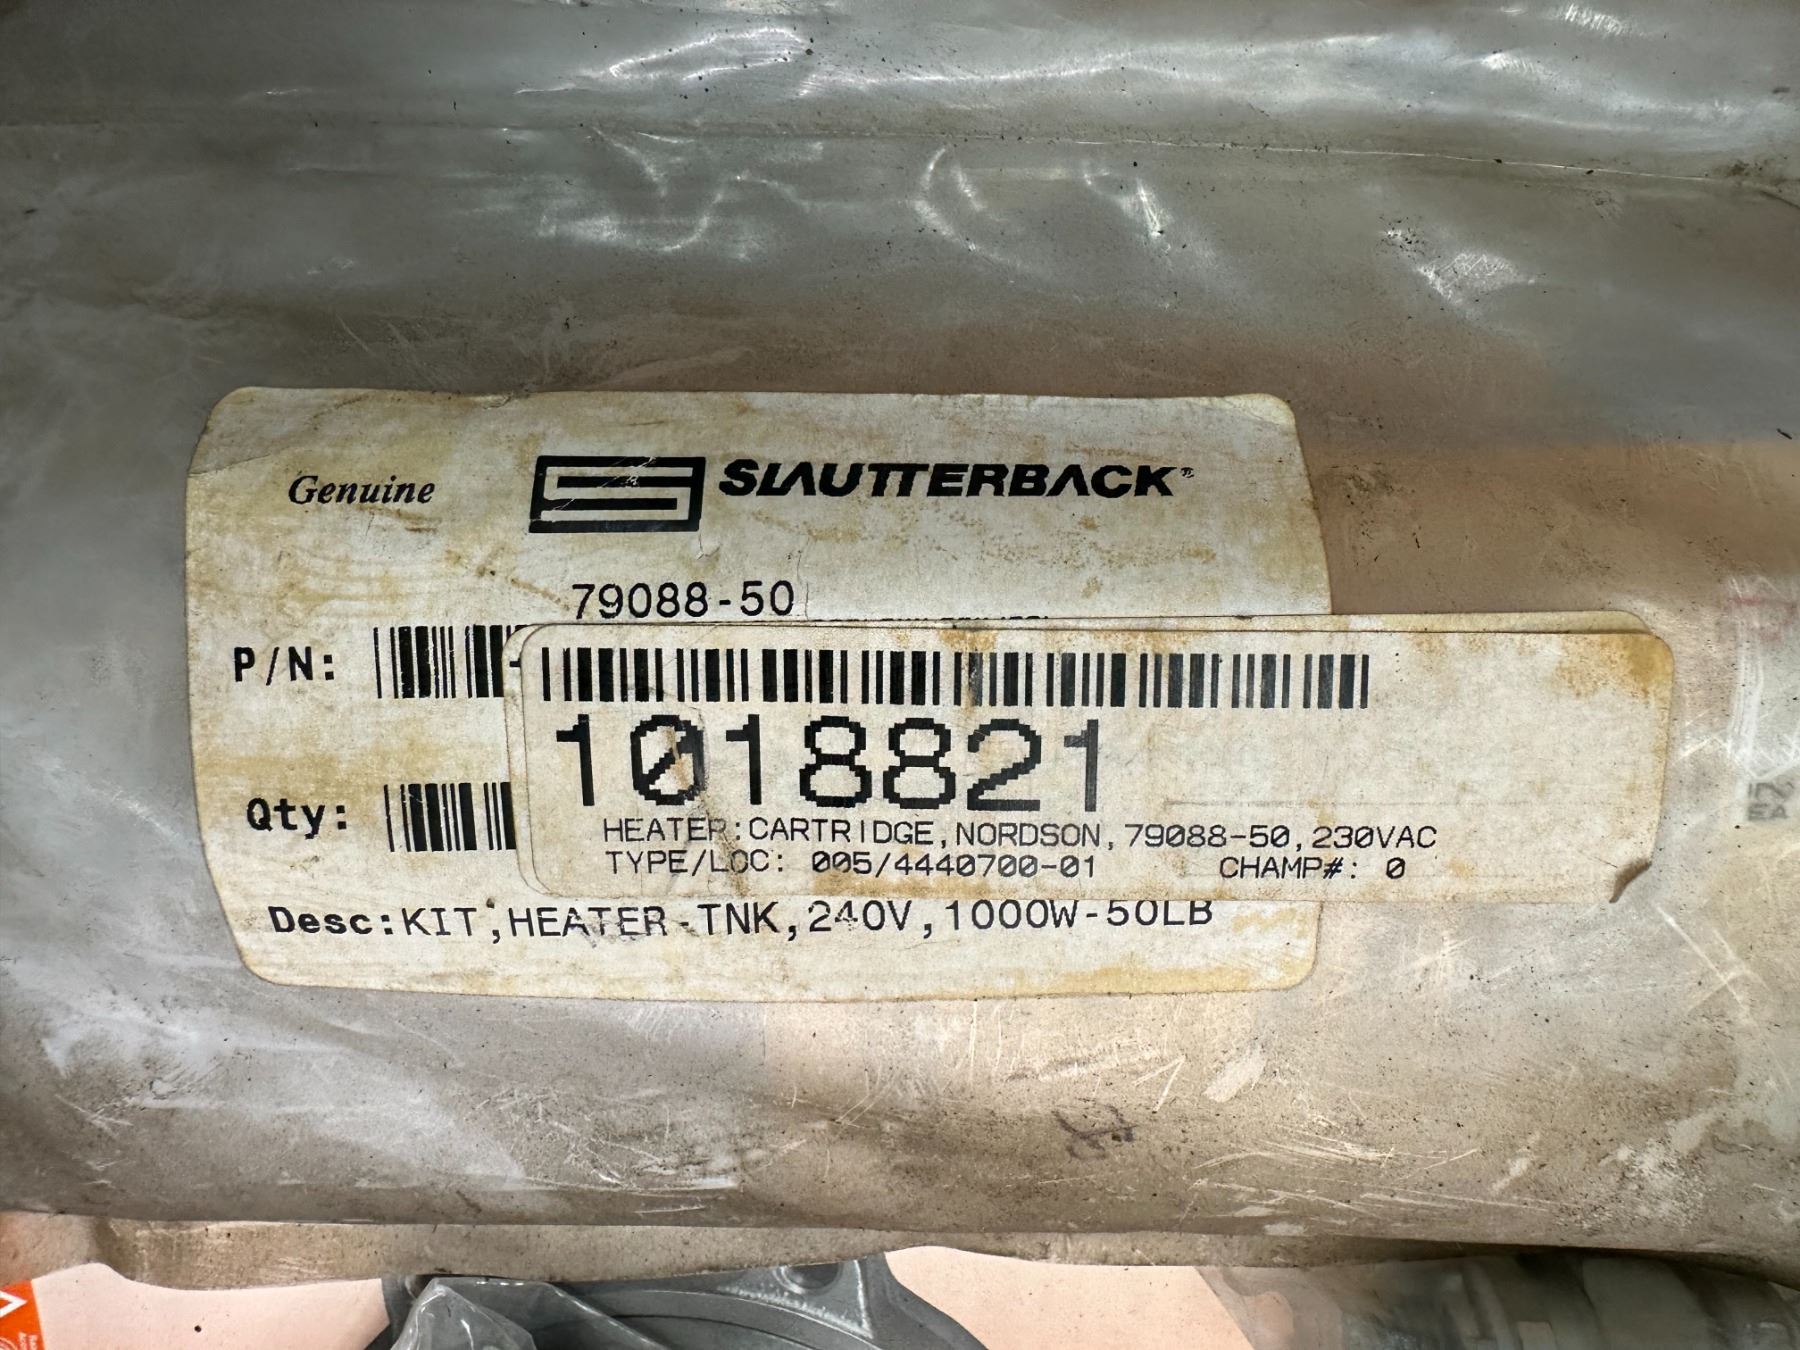 Genuine SLAUTTERBACK
79088-50
P/N:
1018821
Qty:
HEATER:CARTRIDGE,NORDSON,79088-50,230VAC
TYPE/LOC: 005/4440700-01 CHAMP#: 0
Desc:KIT,HEATER-TNK,240V,1000W-50LB